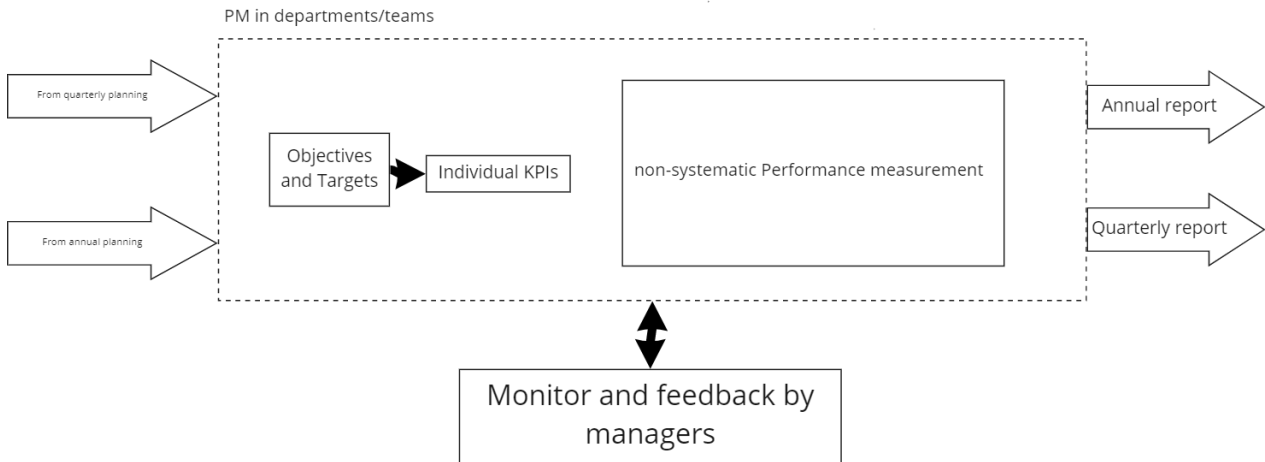 PM in departments/teams
From quarterly planning
Annual report
Objectives
and Targets
Individual KPIs
non-systematic Performance measurement
From annual planning
Quarterly report
Monitor and feedback by
managers